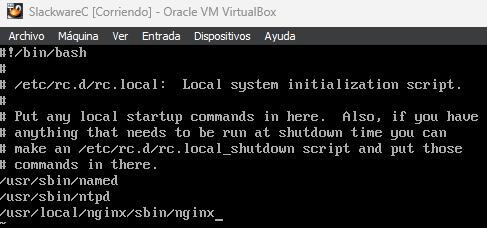 SlackwareC [Corriendo] - Oracle VM VirtualBox
Archivo Máquina Ver Entrada Dispositivos Ayuda
#!/bin/bash
#
# /etc/rc.d/rc.local:  Local system initialization script.
#
# Put any local startup commands in here.  Also, if you have
# anything that needs to be run at shutdown time you can
# make an /etc/rc.d/rc.local_shutdown script and put those
# commands in there.
/usr/sbin/named
/usr/sbin/ntpd
/usr/local/nginx/sbin/nginx_
~